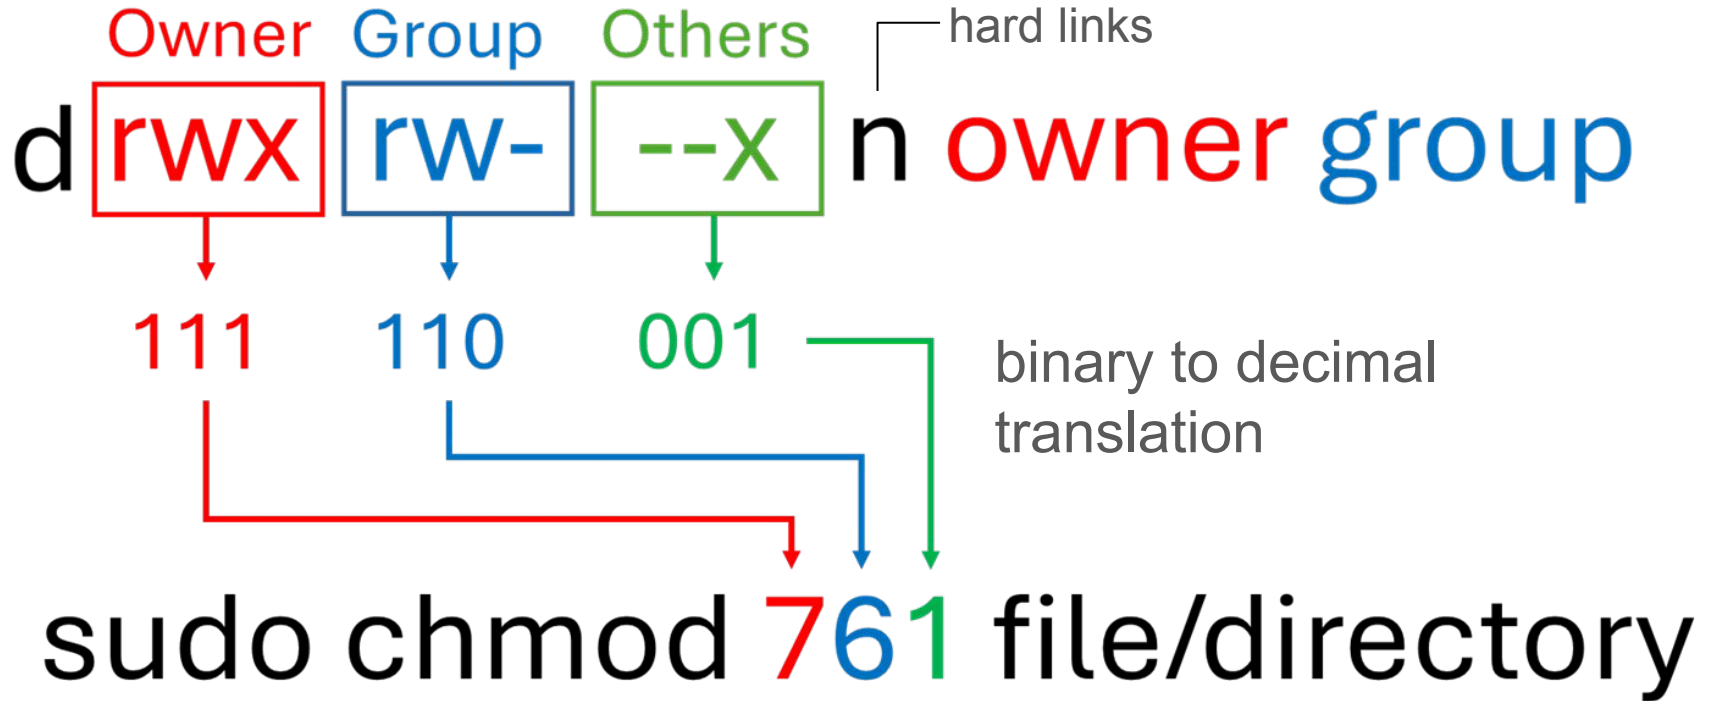 Owner Group Others hard links
d rwx rw- --x n owner group
111 110 001
binary to decimal
translation
sudo chmod 761 file/directory